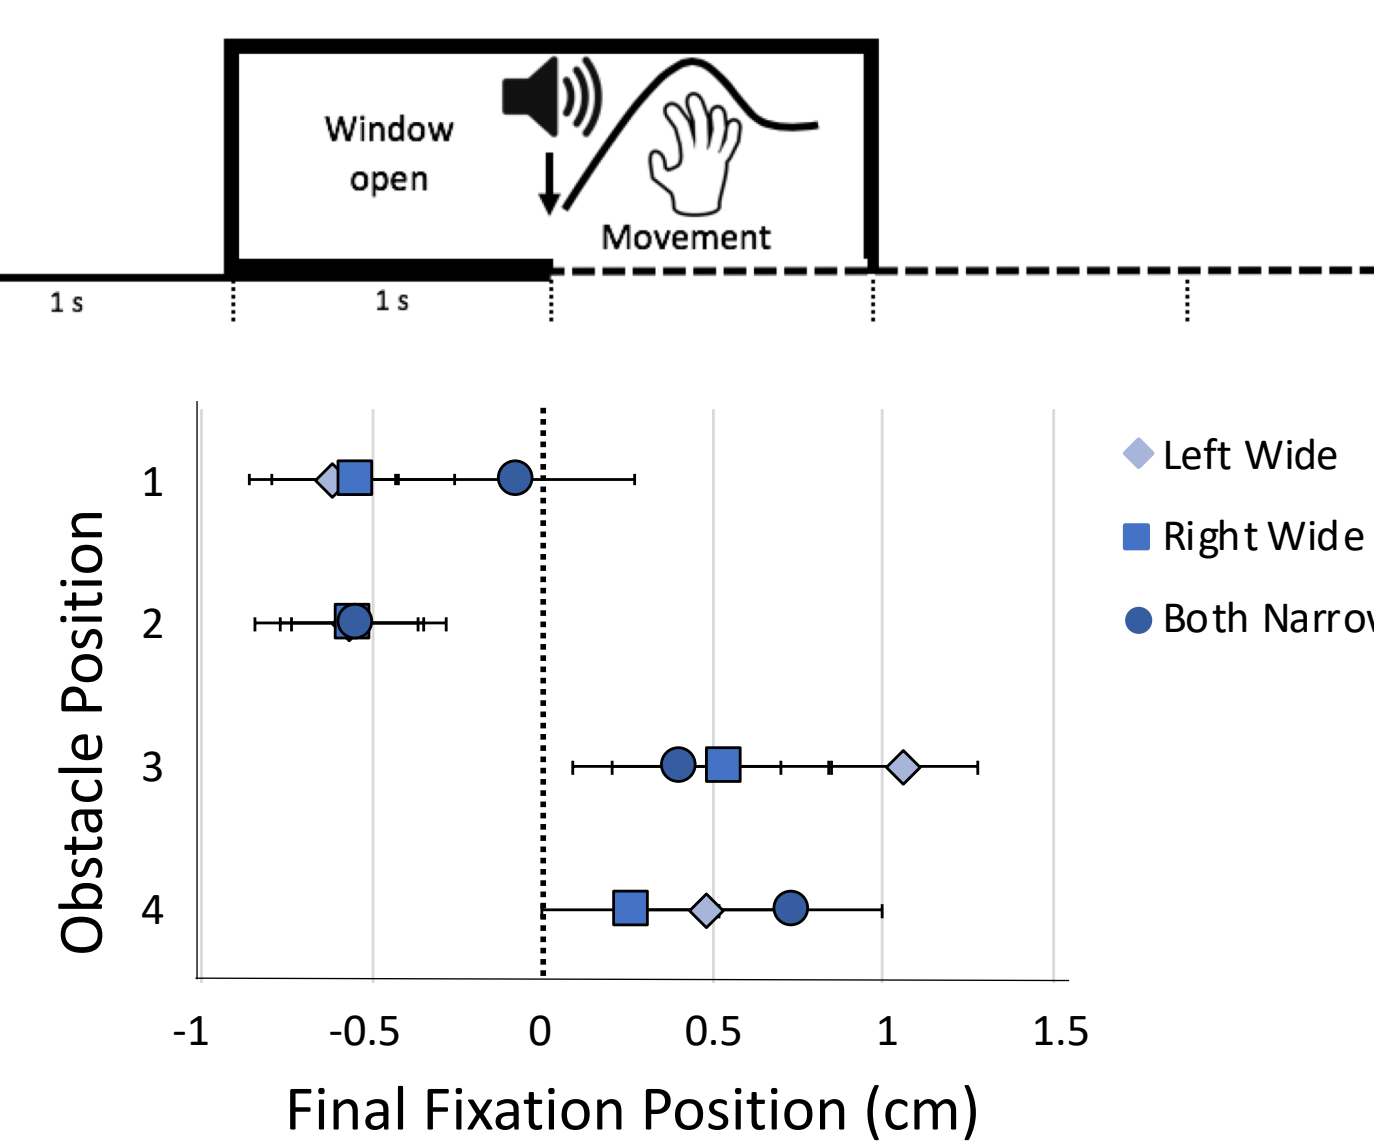 Window
open
Movement
1 s
1 s
Obstacle Position
1
2
3
4
Left Wide
Right Wide
Both Narrow
-1
-0.5
0
0.5
1
1.5
Final Fixation Position (cm)